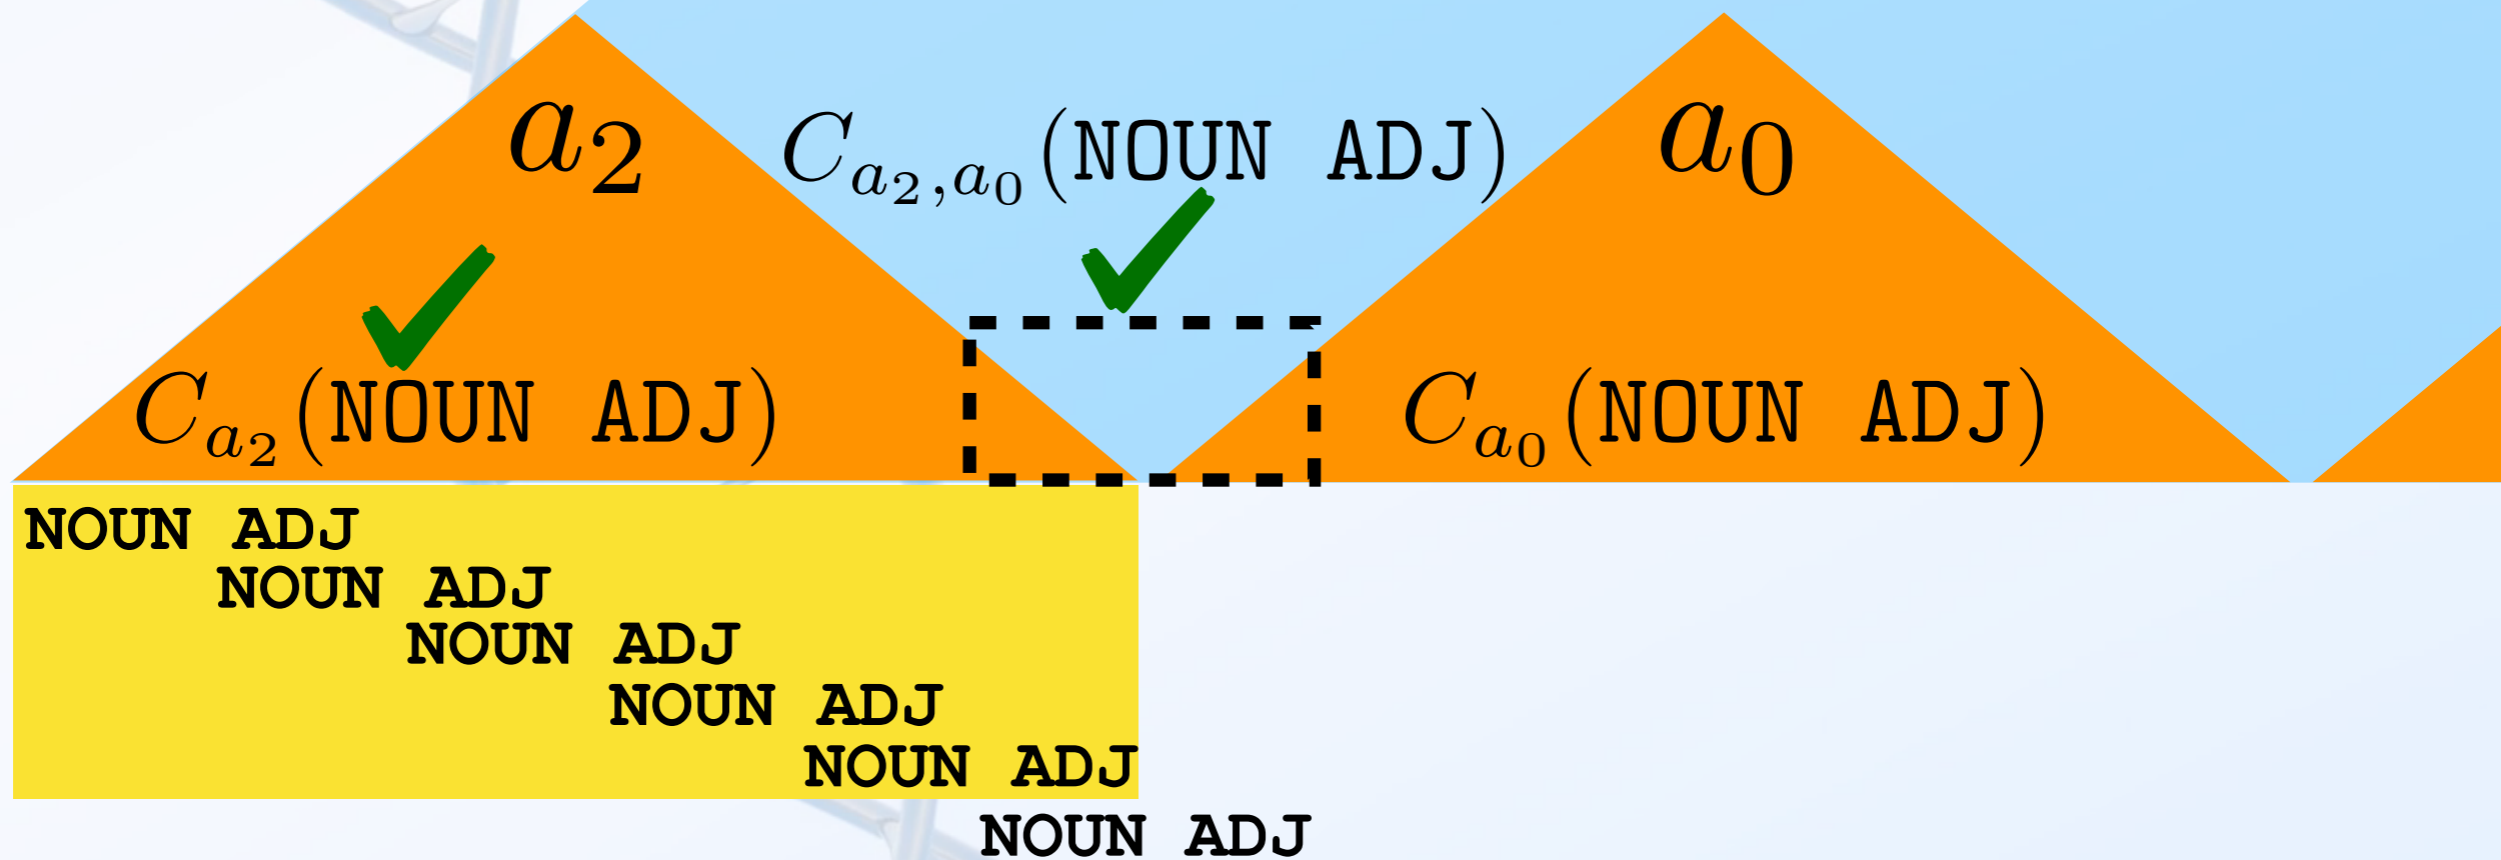 a₂
C_{a₂,a₀}(NOUN ADJ)
a₀
C_{a₂}(NOUN ADJ)
C_{a₀}(NOUN ADJ)
NOUN ADJ
NOUN ADJ
NOUN ADJ
NOUN ADJ
NOUN ADJ
NOUN ADJ